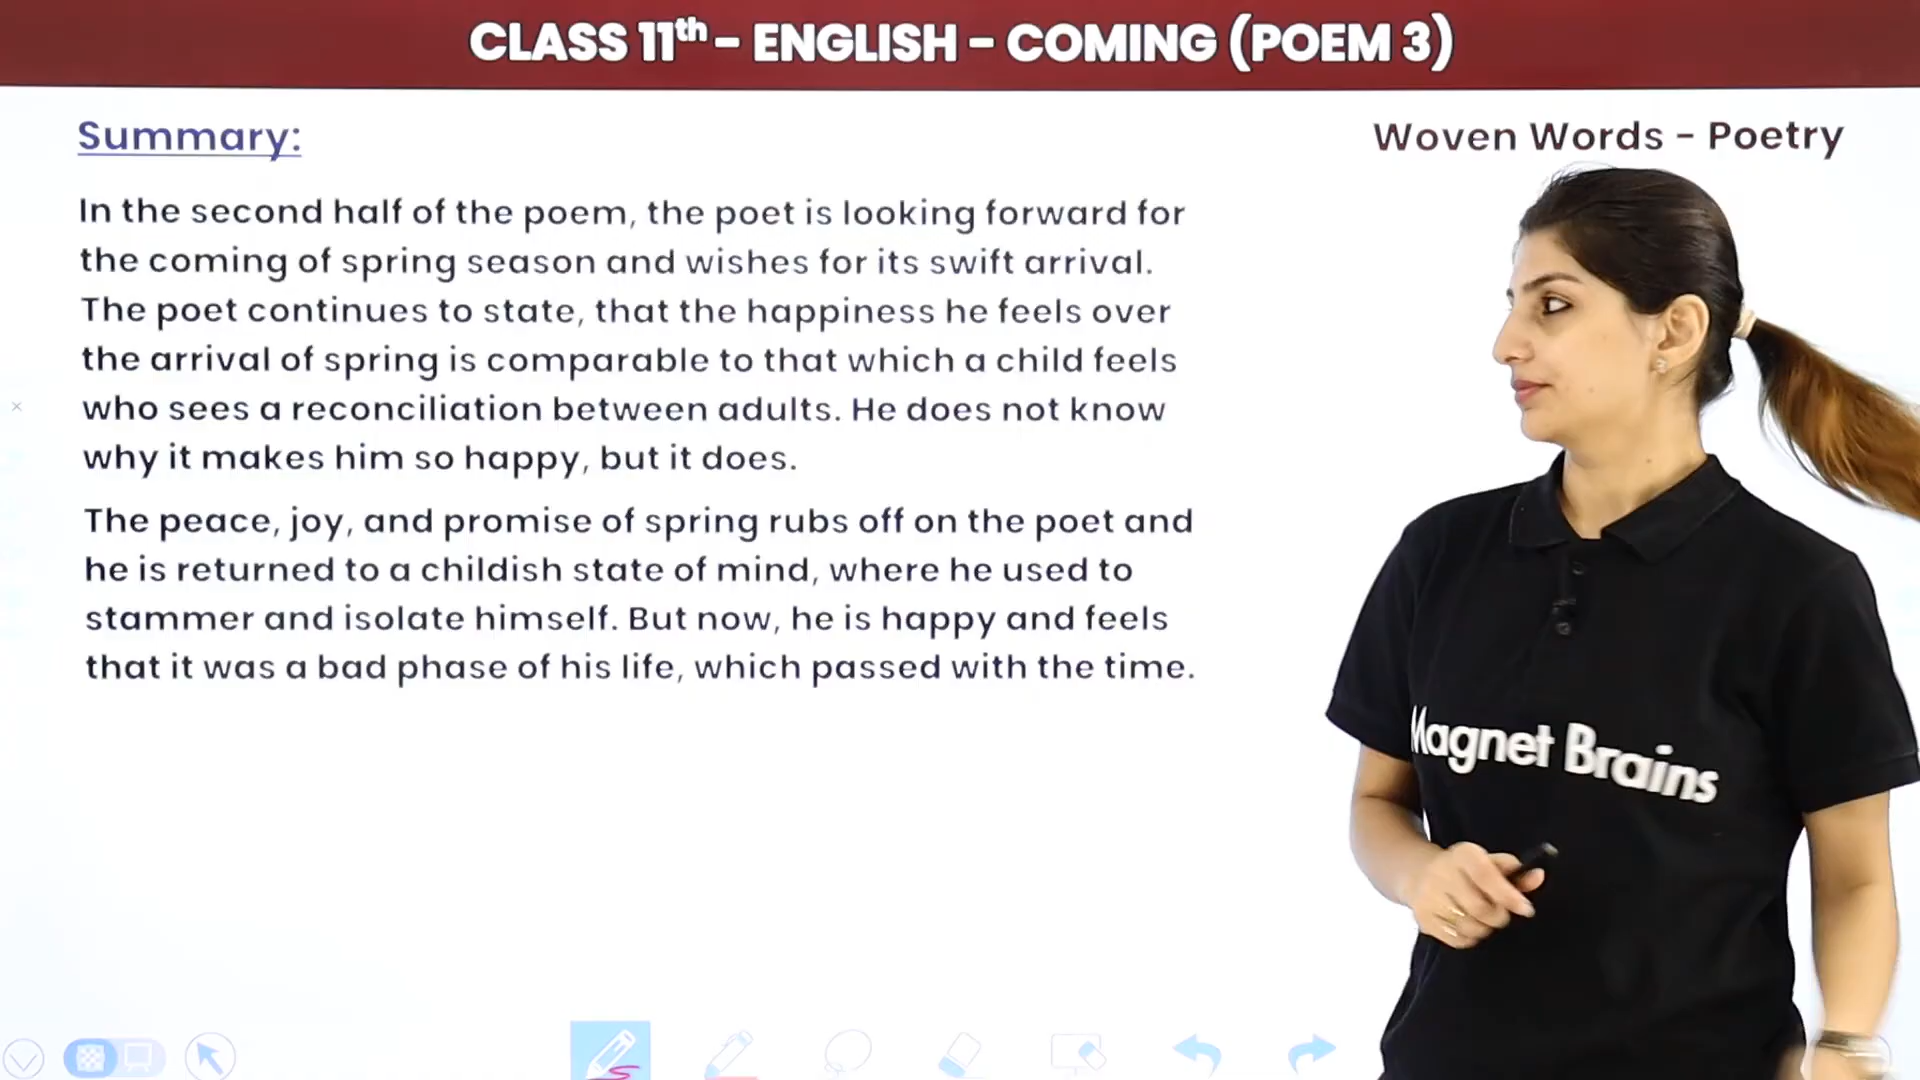 CLASS 11th - ENGLISH - COMING (POEM 3)
Summary:
Woven Words - Poetry
In the second half of the poem, the poet is looking forward for
the coming of spring season and wishes for its swift arrival.
The poet continues to state, that the happiness he feels over
the arrival of spring is comparable to that which a child feels
who sees a reconciliation between adults. He does not know
why it makes him so happy, but it does.
The peace, joy, and promise of spring rubs off on the poet and
he is returned to a childish state of mind, where he used to
stammer and isolate himself. But now, he is happy and feels
that it was a bad phase of his life, which passed with the time.
Magnet Brains